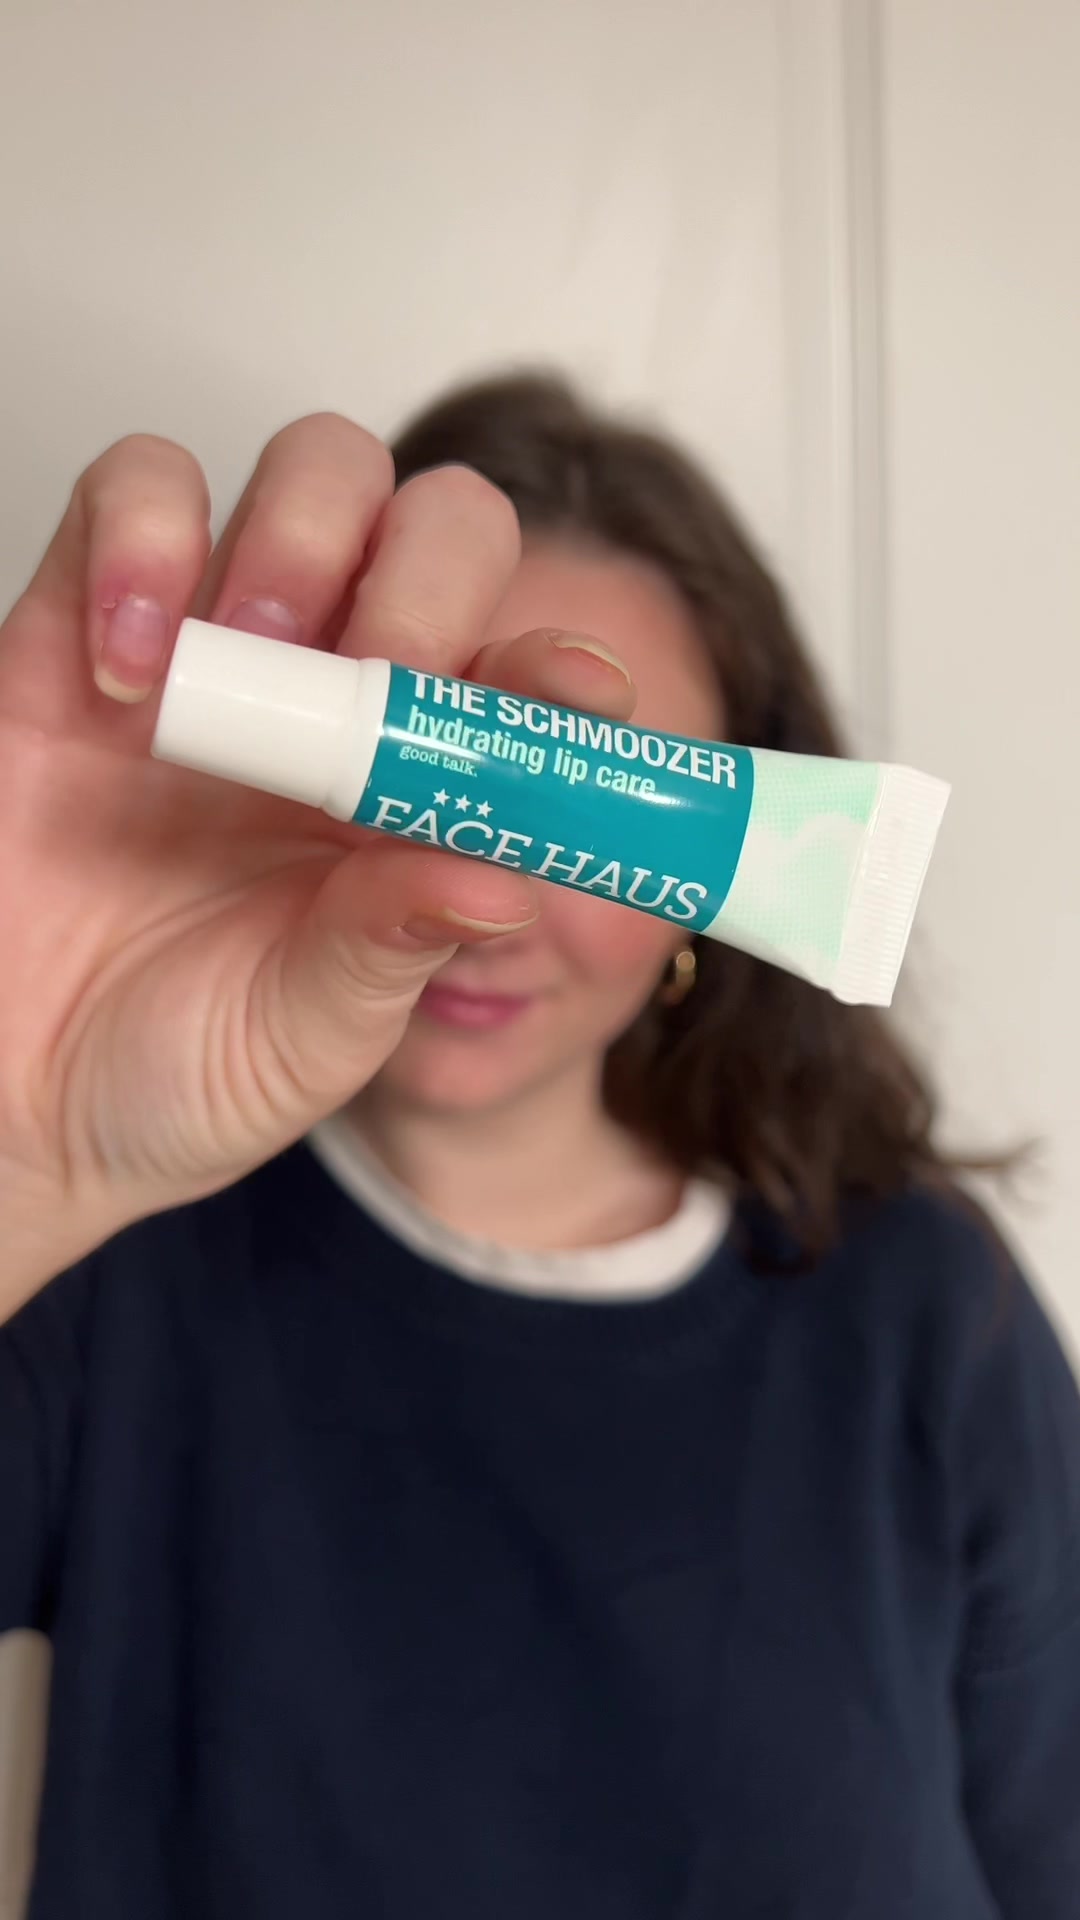 THE SCHMOOZER
hydrating lip care
good talk.
FACE HAUS